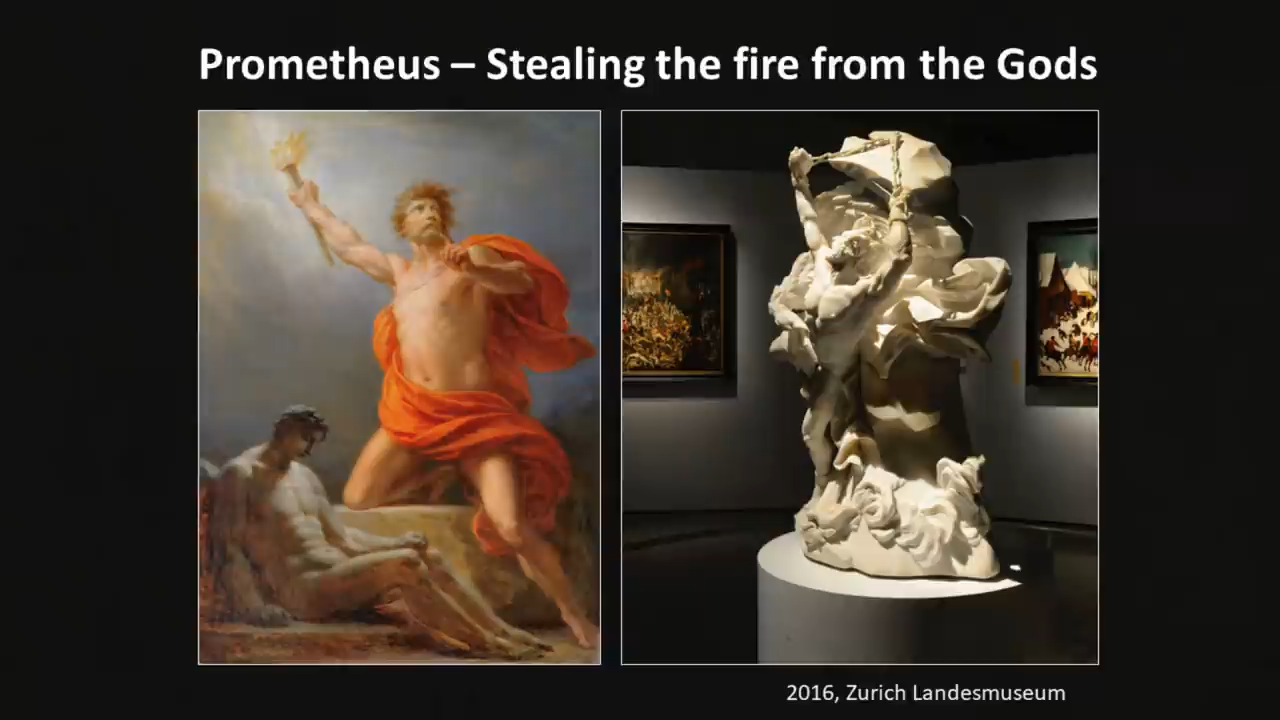 Prometheus – Stealing the fire from the Gods
2016, Zurich Landesmuseum